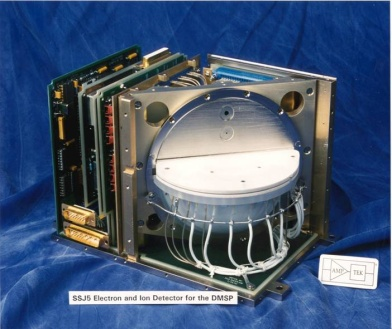 SSJ5 Electron and Ion Detector for the DMSP
AMP TEK